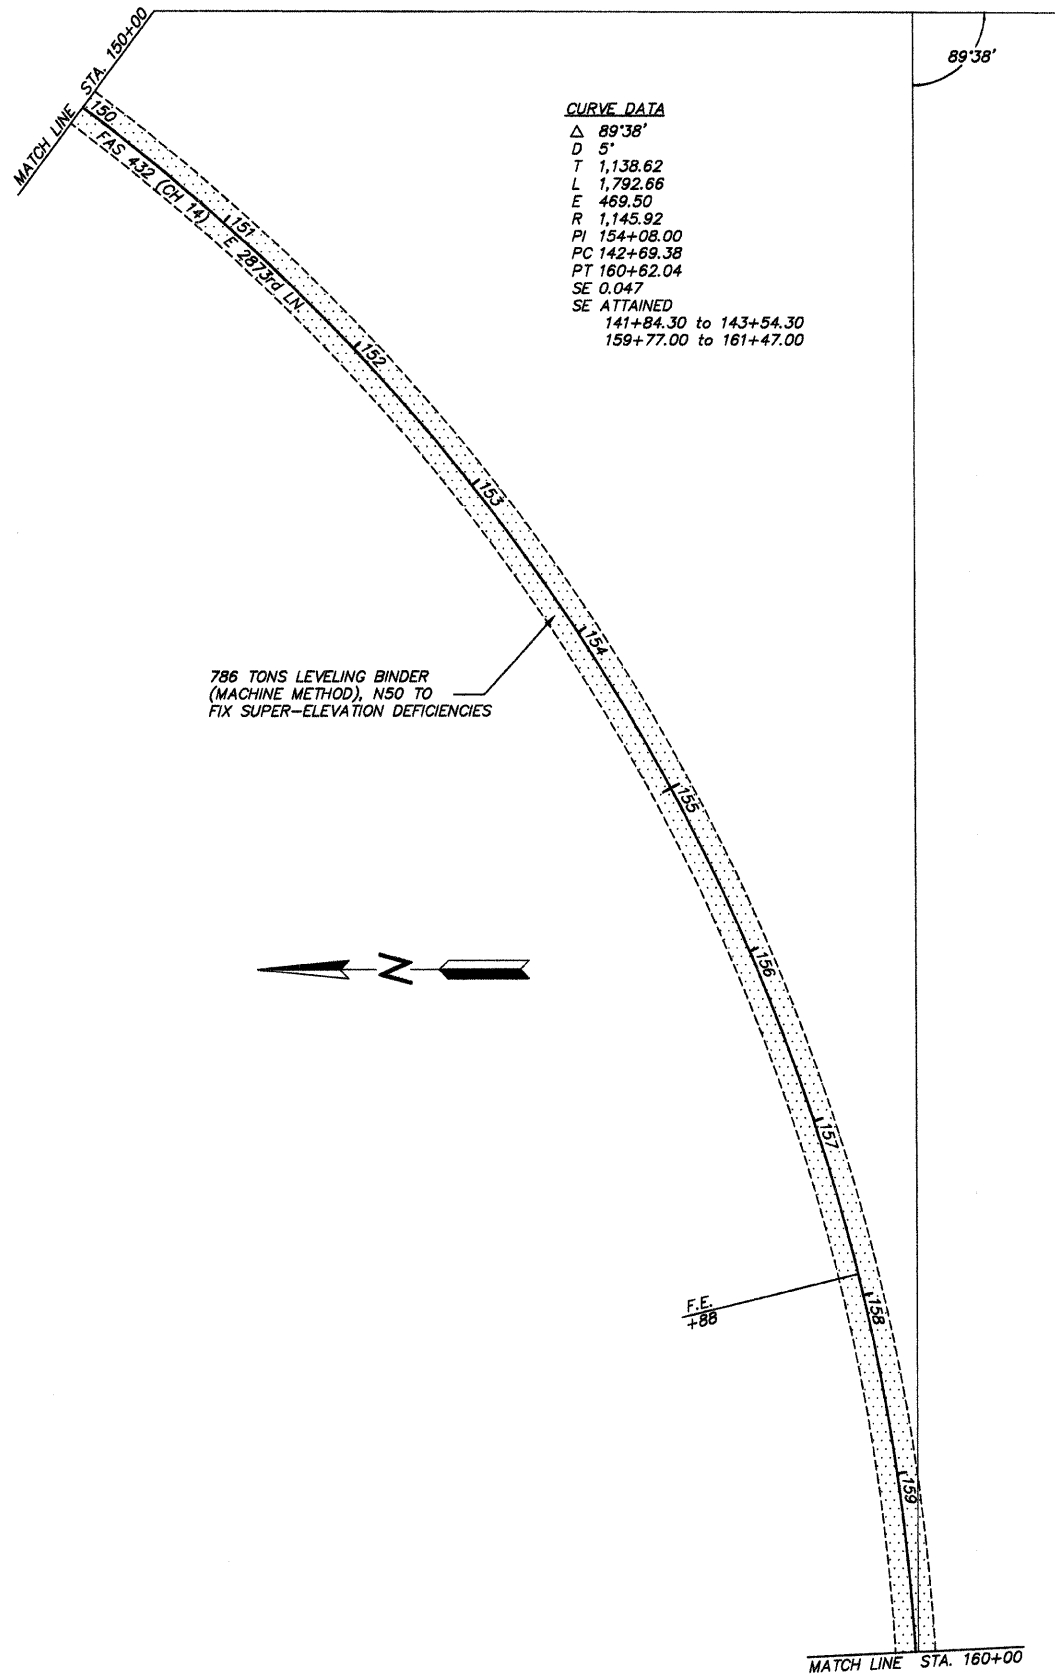 MATCH LINE STA. 150+00
89°38'
CURVE DATA
Δ 89°38'
D 5°
T 1,138.62
L 1,792.66
E 469.50
R 1,145.92
PI 154+08.00
PC 142+69.38
PT 160+62.04
SE 0.047
SE ATTAINED
141+84.30 to 143+54.30
159+77.00 to 161+47.00
150
FAS 432 (CH 14)
E 2873rd LN.
151
152
153
154
786 TONS LEVELING BINDER
(MACHINE METHOD), N50 TO
FIX SUPER-ELEVATION DEFICIENCIES
155
156
N
157
F.E.
+88
158
159
MATCH LINE STA. 160+00